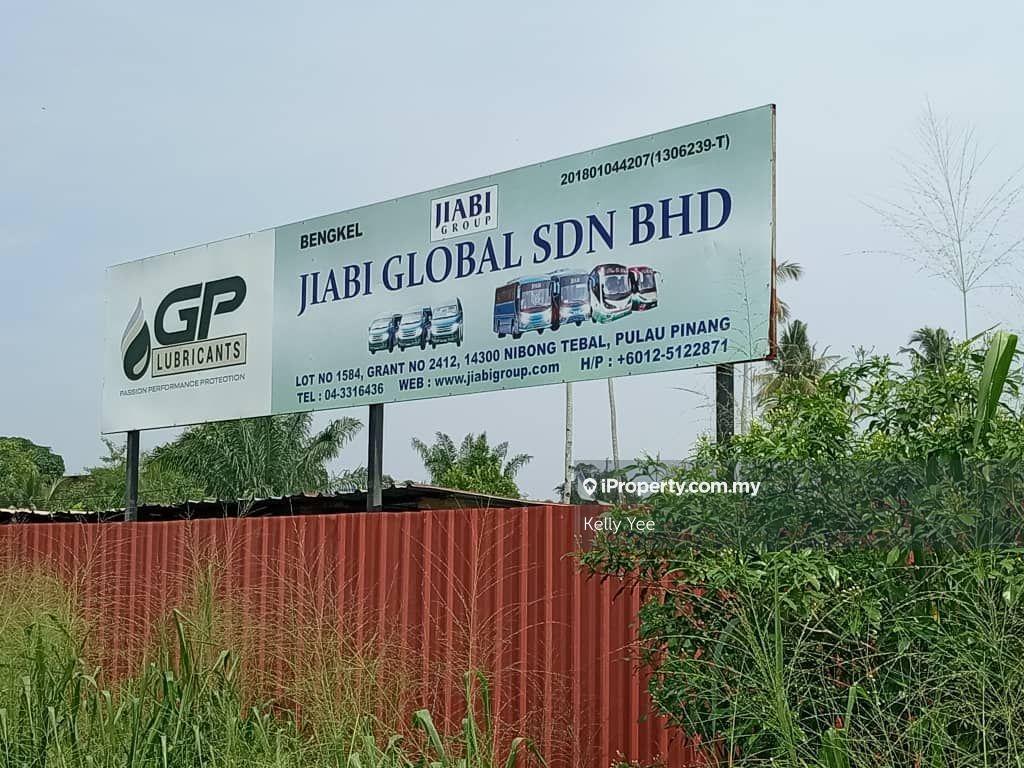 GP
LUBRICANTS
PASSION PERFORMANCE PROTECTION
BENGKEL
JIABI
GROUP
201801044207(1306239-T)
JIABI GLOBAL SDN BHD
LOT NO 1584, GRANT NO 2412, 14300 NIBONG TEBAL, PULAU PINANG
TEL : 04-3316436 WEB : www.jiabigroup.com H/P : +6012-5122871
iProperty.com.my
Kelly Yee